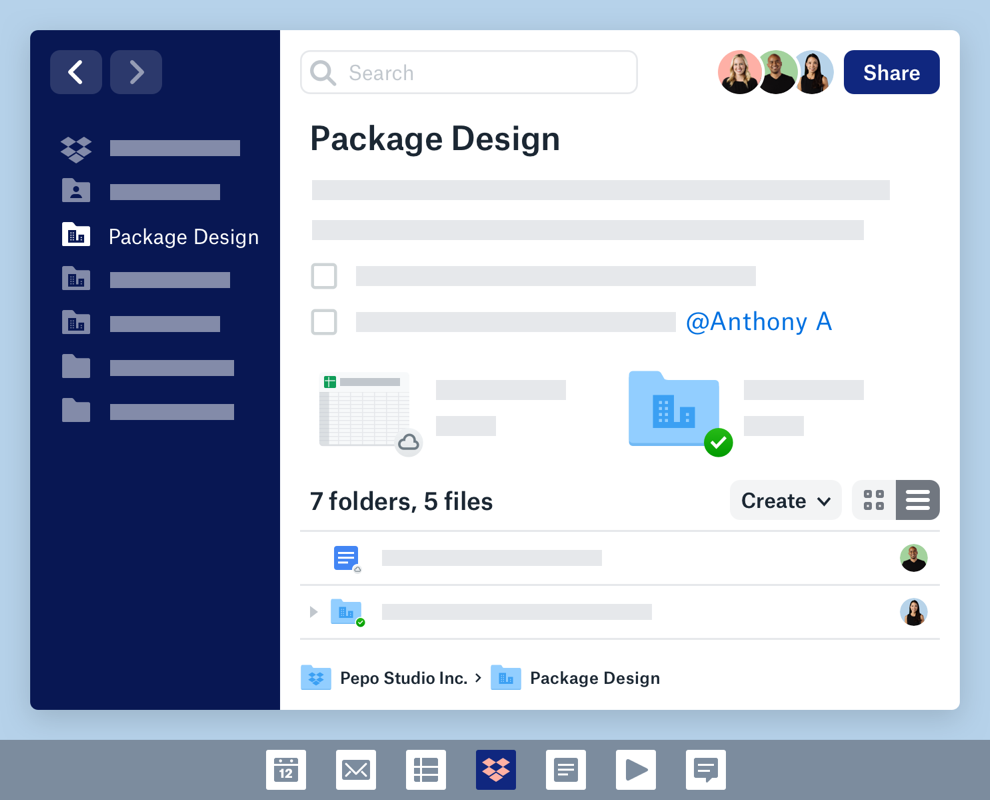 Search
Share
Package Design
Package Design
@Anthony A
7 folders, 5 files
Create
Pepo Studio Inc. > Package Design
12